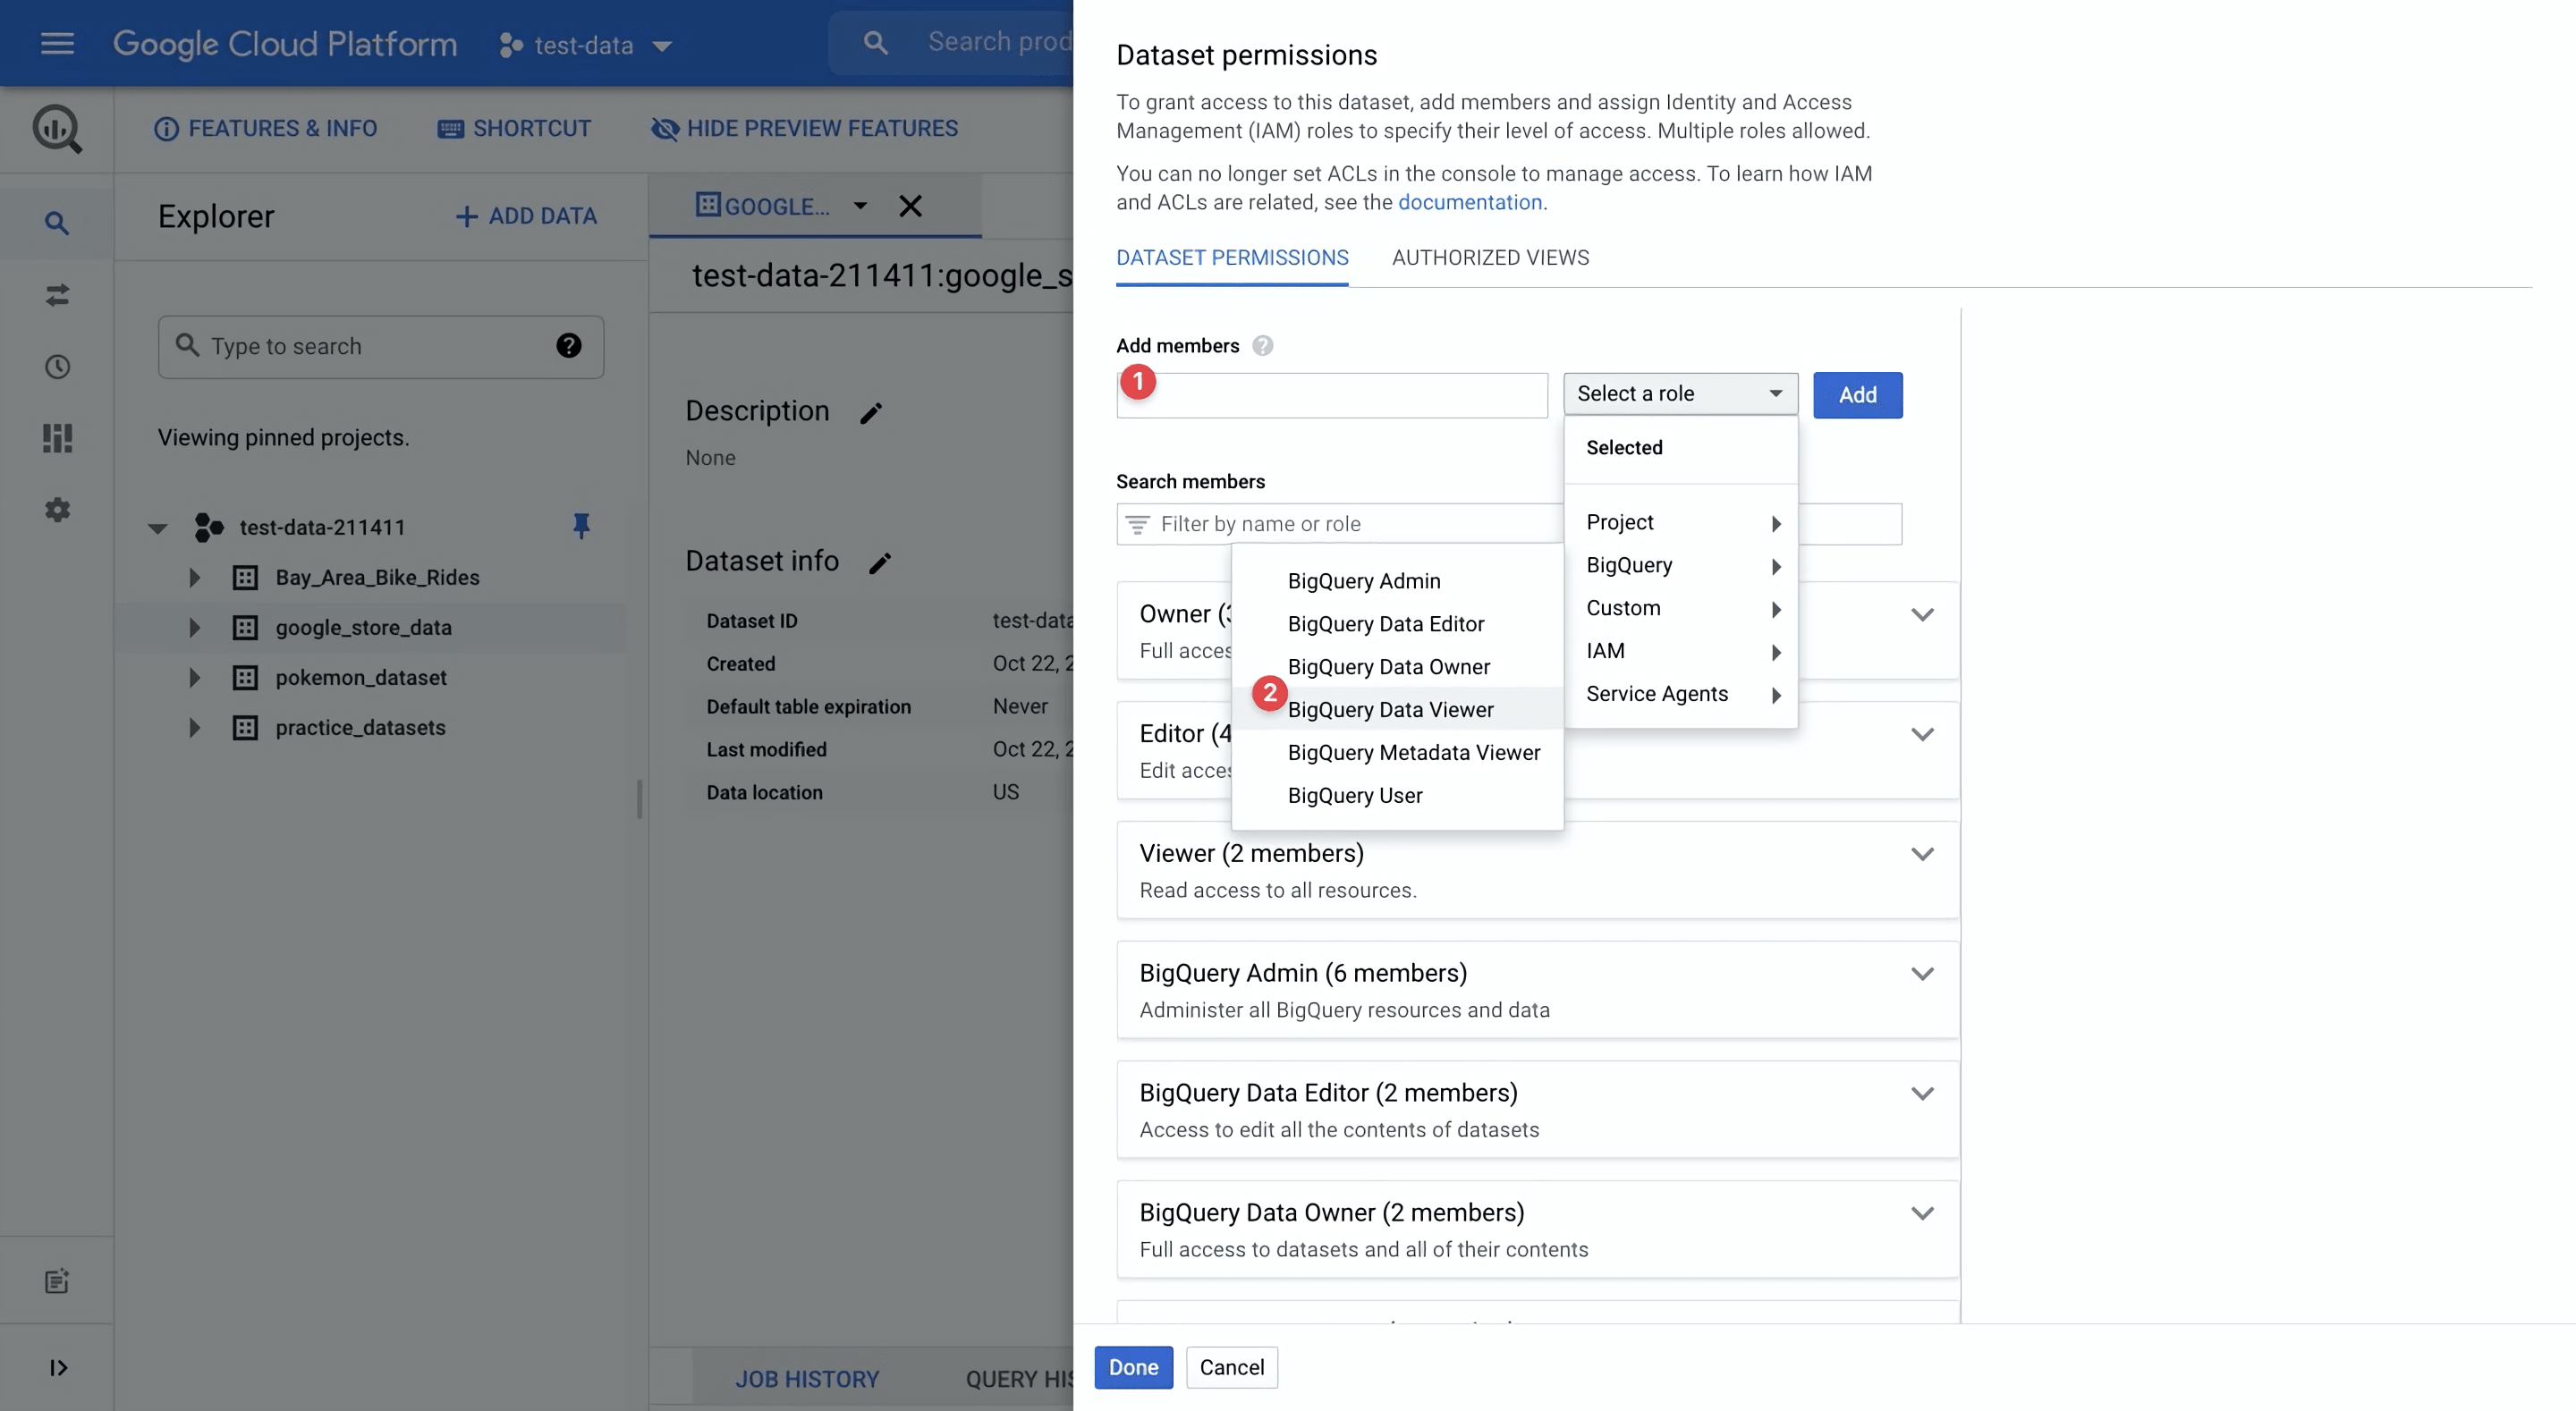 Google Cloud Platform
test-data
Search prod
FEATURES & INFO
SHORTCUT
HIDE PREVIEW FEATURES
Explorer
+ ADD DATA
GOOGLE...
test-data-211411:google_s
Type to search
Viewing pinned projects.
test-data-211411
Bay_Area_Bike_Rides
google_store_data
pokemon_dataset
practice_datasets
Description
None
Dataset info
Dataset ID test-data
Created Oct 22, 2
Default table expiration Never
Last modified Oct 22, 2
Data location US
JOB HISTORY
QUERY HIS
Dataset permissions
To grant access to this dataset, add members and assign Identity and Access
Management (IAM) roles to specify their level of access. Multiple roles allowed.
You can no longer set ACLs in the console to manage access. To learn how IAM
and ACLs are related, see the documentation.
DATASET PERMISSIONS
AUTHORIZED VIEWS
Add members ?
1
Select a role
Add
Selected
Project
BigQuery
Custom
IAM
Service Agents
Search members
Filter by name or role
BigQuery Admin
BigQuery Data Editor
BigQuery Data Owner
2
BigQuery Data Viewer
BigQuery Metadata Viewer
BigQuery User
Owner (3
Full acces
Editor (4
Edit acces
Viewer (2 members)
Read access to all resources.
BigQuery Admin (6 members)
Administer all BigQuery resources and data
BigQuery Data Editor (2 members)
Access to edit all the contents of datasets
BigQuery Data Owner (2 members)
Full access to datasets and all of their contents
Done
Cancel